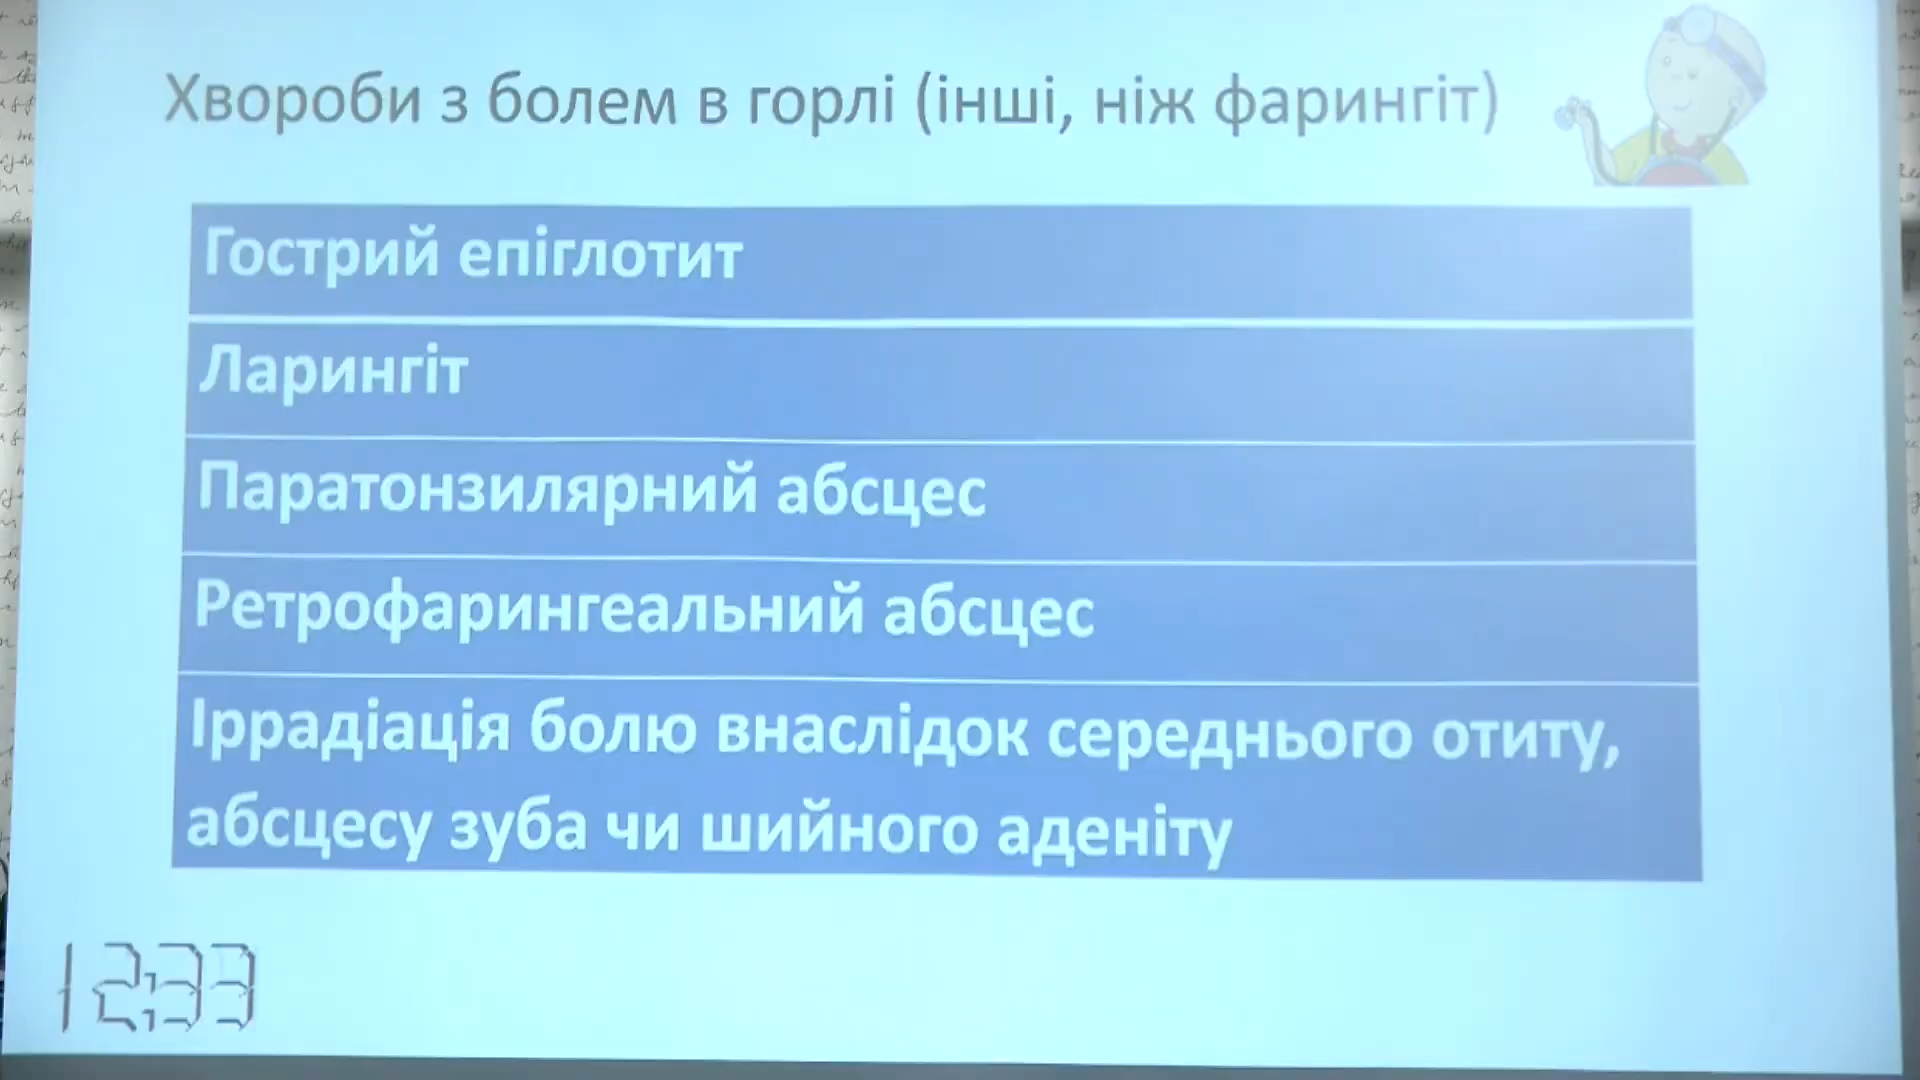 Хвороби з болем в горлі (інші, ніж фарингіт)
Гострий епіглотит
Ларингіт
Паратонзилярний абсцес
Ретрофарингеальний абсцес
Іррадіація болю внаслідок середнього отиту,
абсцесу зуба чи шийного аденіту
12:33